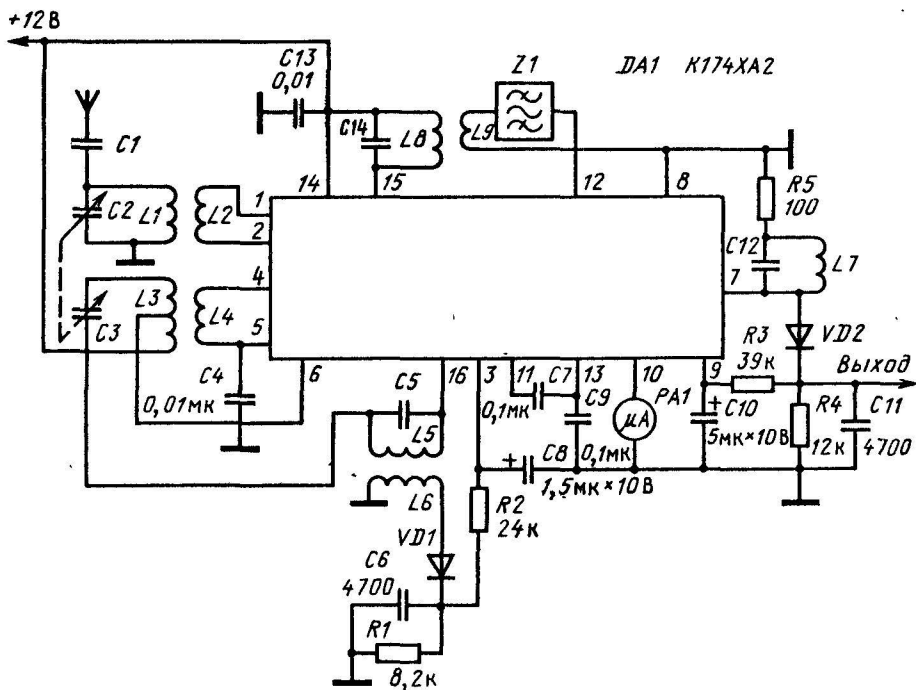 +12В
C13
0,01
Z1
DA1 К174ХА2
C1
C14
L8
L9
14
15
12
8
R5
100
C2
L1
L2
1
2
C12
L7
7
C3
L3
L4
4
5
VD2
R3
39к
Выход
C4
0,01мк
6
C5
16
3
11
C7
0,1мк
13
10
9
C9
0,1мк
μA
PA1
C10
+
5мк×10В
R4
12к
C11
4700
L5
+
C8
1,5мк×10В
L6
R2
24к
VD1
C6
4700
R1
8,2к